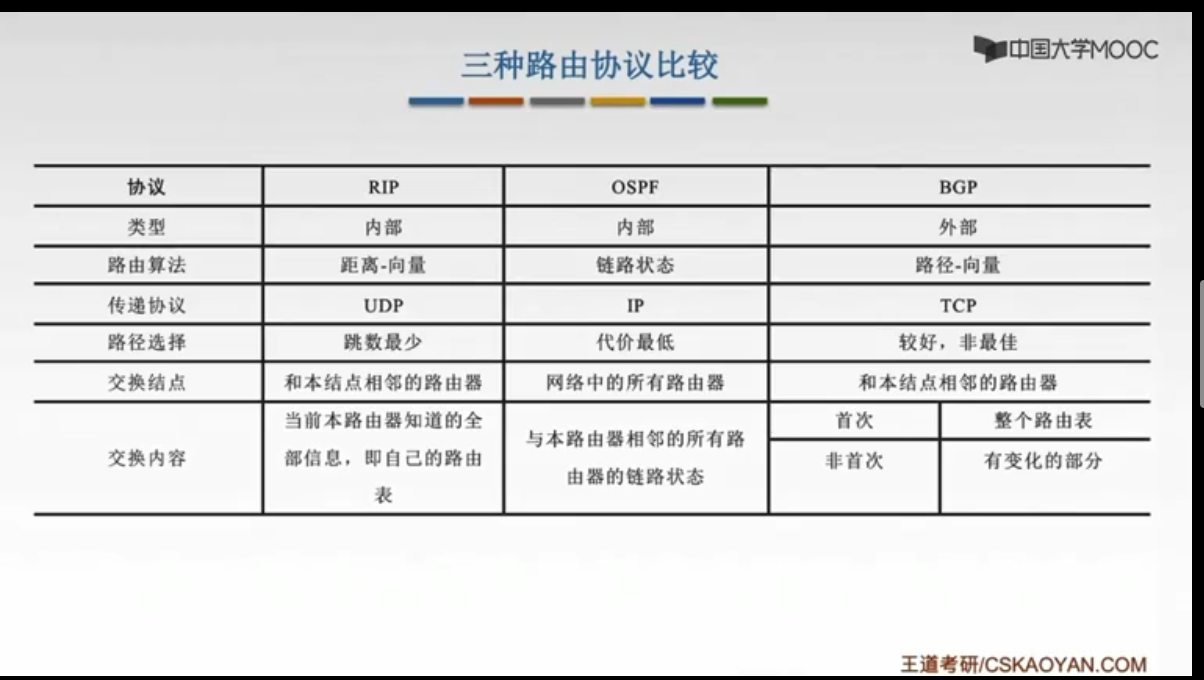 中国大学MOOC
三种路由协议比较
协议 RIP OSPF BGP
类型 内部 内部 外部
路由算法 距离-向量 链路状态 路径-向量
传递协议 UDP IP TCP
路径选择 跳数最少 代价最低 较好，非最佳
交换结点 和本结点相邻的路由器 网络中的所有路由器 和本结点相邻的路由器
交换内容
当前本路由器知道的全
部信息，即自己的路由
表
与本路由器相邻的所有路
由器的链路状态
首次 整个路由表
非首次 有变化的部分
王道考研/CSKAOYAN.COM